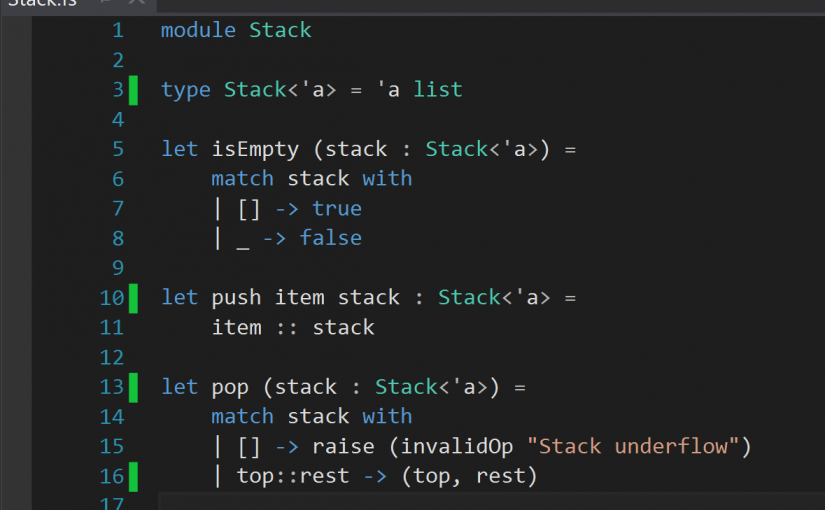 Stack.fs
1 module Stack
2
3 type Stack<'a> = 'a list
4
5 let isEmpty (stack : Stack<'a>) =
6     match stack with
7     | [] -> true
8     | _ -> false
9
10 let push item stack : Stack<'a> =
11     item :: stack
12
13 let pop (stack : Stack<'a>) =
14     match stack with
15     | [] -> raise (invalidOp "Stack underflow")
16     | top::rest -> (top, rest)
17